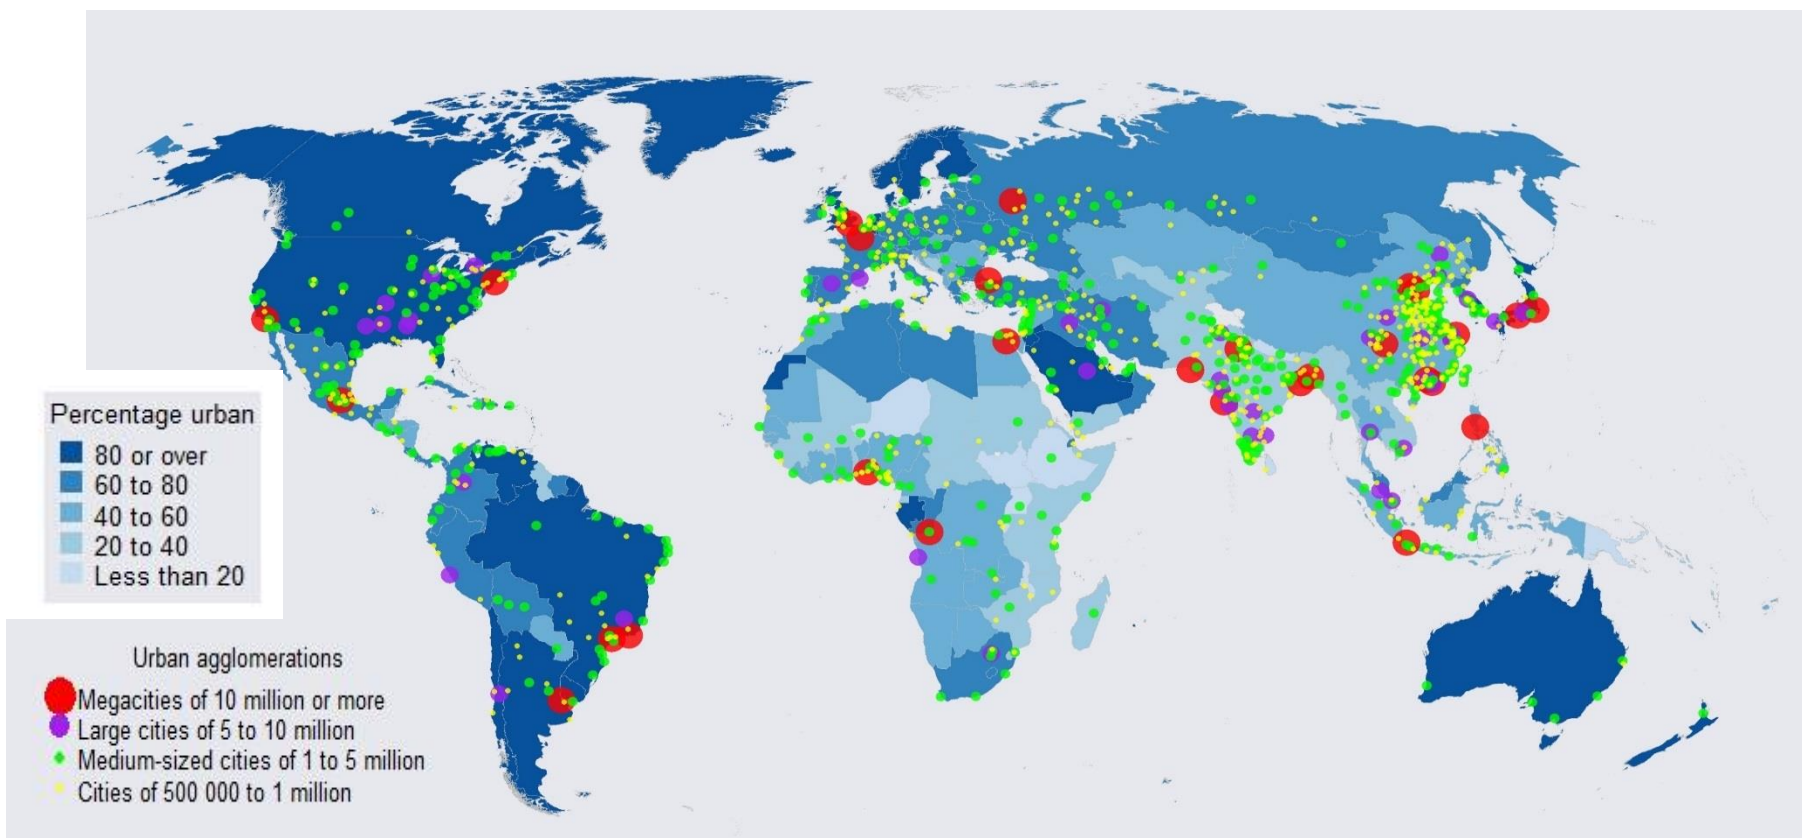 Percentage urban
80 or over
60 to 80
40 to 60
20 to 40
Less than 20
Urban agglomerations
Megacities of 10 million or more
Large cities of 5 to 10 million
Medium-sized cities of 1 to 5 million
Cities of 500 000 to 1 million